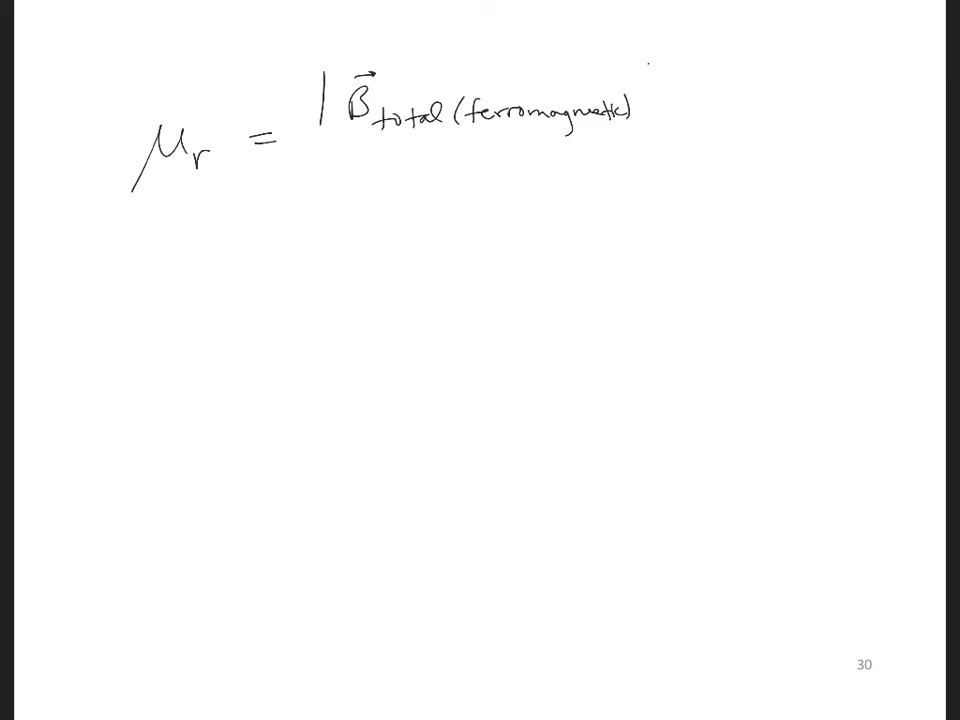 μr = |B⃗ total (ferromagnetic)
30